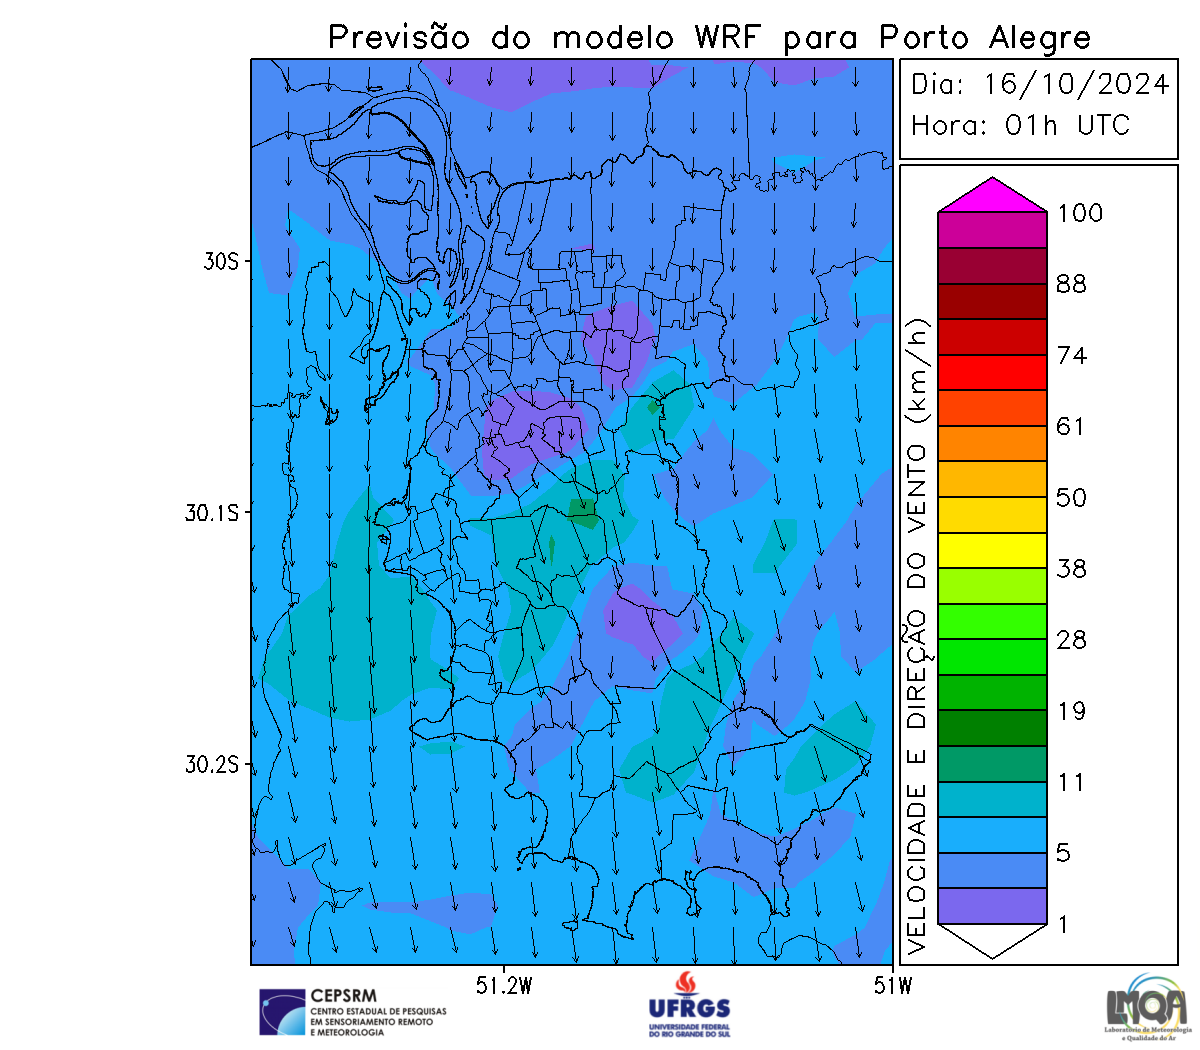 Previsão do modelo WRF para Porto Alegre
Dia: 16/10/2024
Hora: 01h UTC
30S
30.1S
30.2S
51.2W
51W
VELOCIDADE E DIREÇÃO DO VENTO (km/h)
100
88
74
61
50
38
28
19
11
5
1
CEPSRM
CENTRO ESTADUAL DE PESQUISAS
EM SENSORIAMENTO REMOTO
E METEOROLOGIA
UFRGS
UNIVERSIDADE FEDERAL
DO RIO GRANDE DO SUL
LMQA
Laboratório de Meteorologia
e Qualidade do Ar